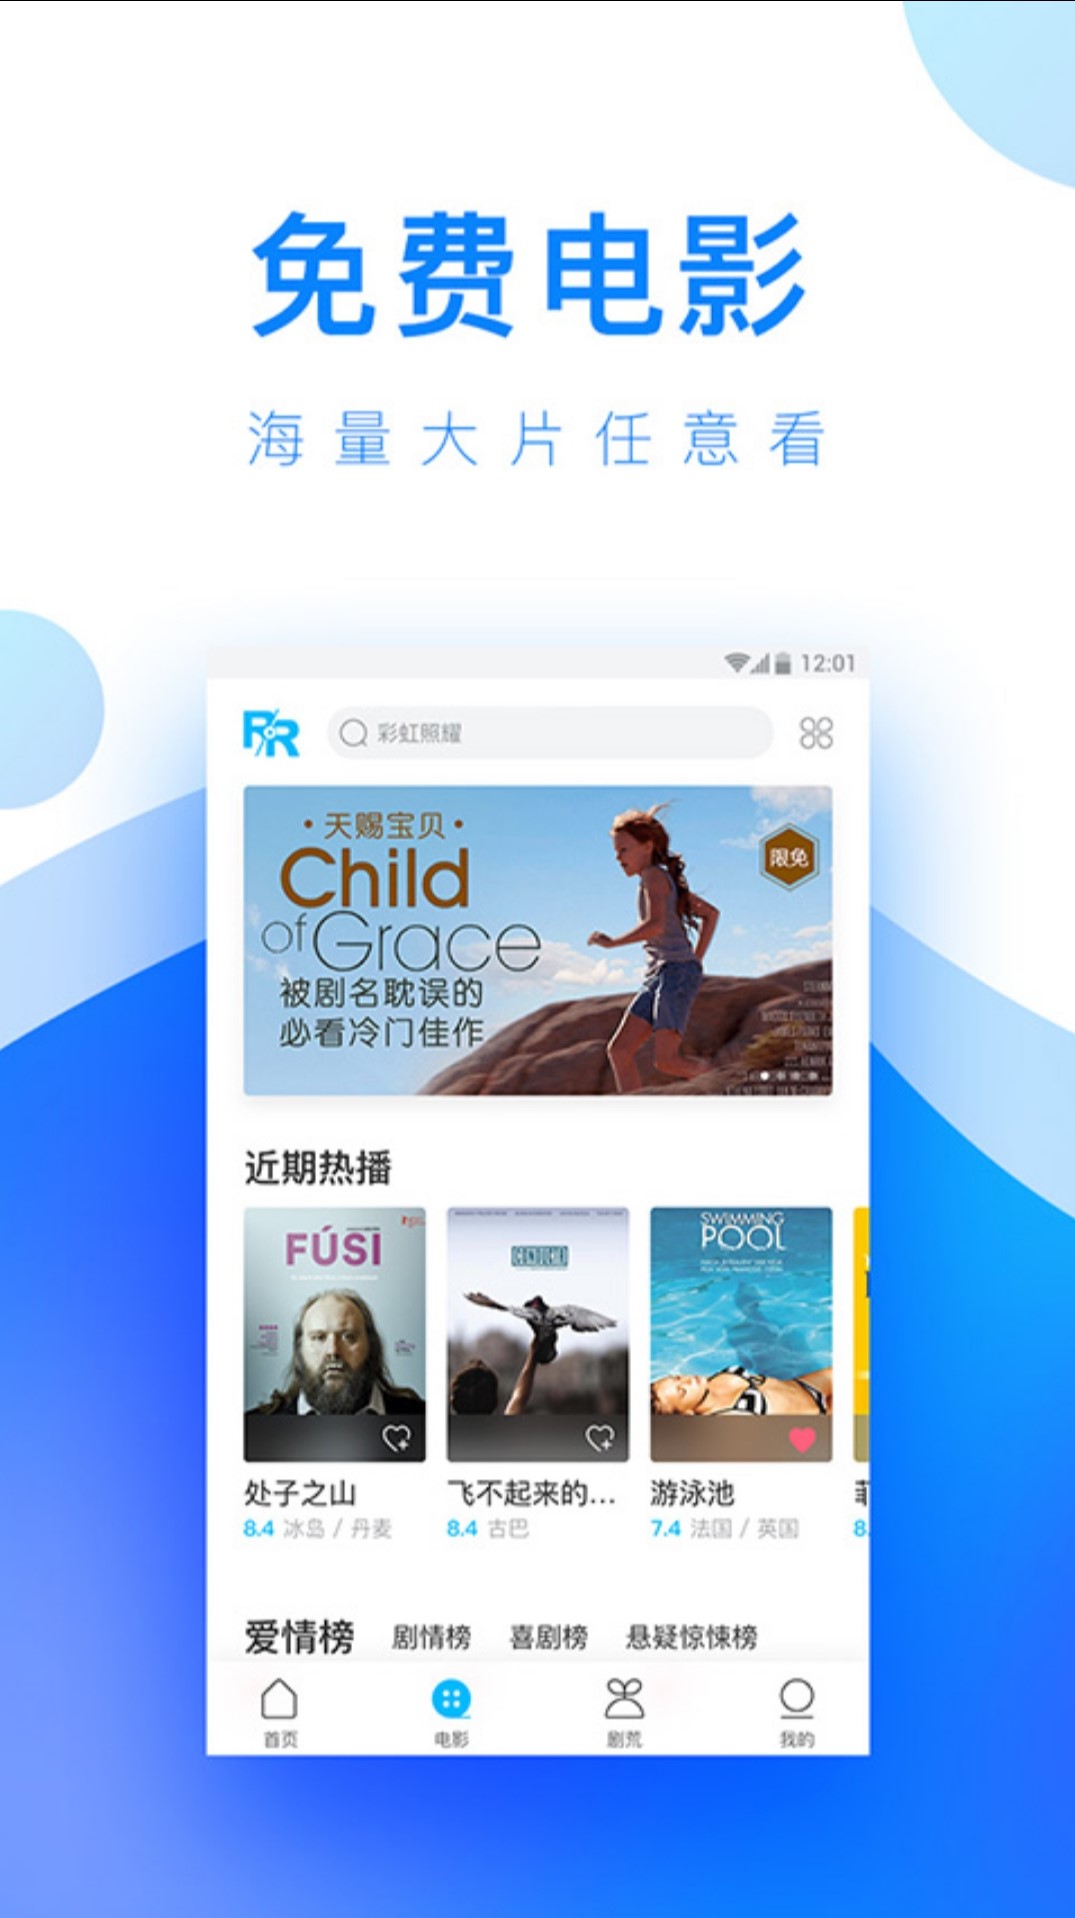 免费电影
海量大片任意看
12:01
RR
彩虹照耀
·天赐宝贝·
Child
of Grace
限免
被剧名耽误的
必看冷门佳作
近期热播
FÚSI
CONDUCTA
SWIMMING
POOL
处子之山
飞不起来的...
游泳池
8.4 冰岛 / 丹麦
8.4 古巴
7.4 法国 / 英国
8.
爱情榜 剧情榜 喜剧榜 悬疑惊悚榜
首页 电影 剧荒 我的